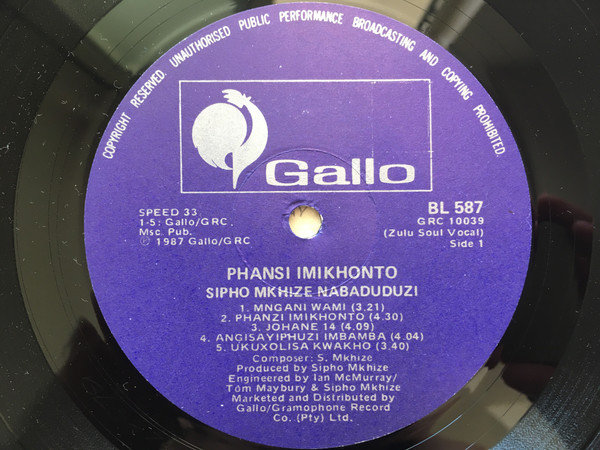 COPYRIGHT RESERVED. UNAUTHORISED PUBLIC PERFORMANCE BROADCASTING AND COPYING PROHIBITED.
Gallo
SPEED 33
1-5: Gallo/GRC.
Msc. Pub.
℗ 1987 Gallo/GRC
BL 587
GRC 10039
(Zulu Soul Vocal)
Side 1
PHANSI IMIKHONTO
SIPHO MKHIZE NABADUDUZI
1. MNGANI WAMI (3.21)
2. PHANZI IMIKHONTO (4.30)
3. JOHANE 14 (4.09)
4. ANGISAYIPHUZI IMBAMBA (4.04)
5. UKUXOLISA KWAKHO (3.40)
Composer: S. Mkhize
Produced by Sipho Mkhize
Engineered by Ian McMurray/
Tom Maybury & Sipho Mkhize
Marketed and Distributed by
Gallo/Gramophone Record
Co. (Pty) Ltd.